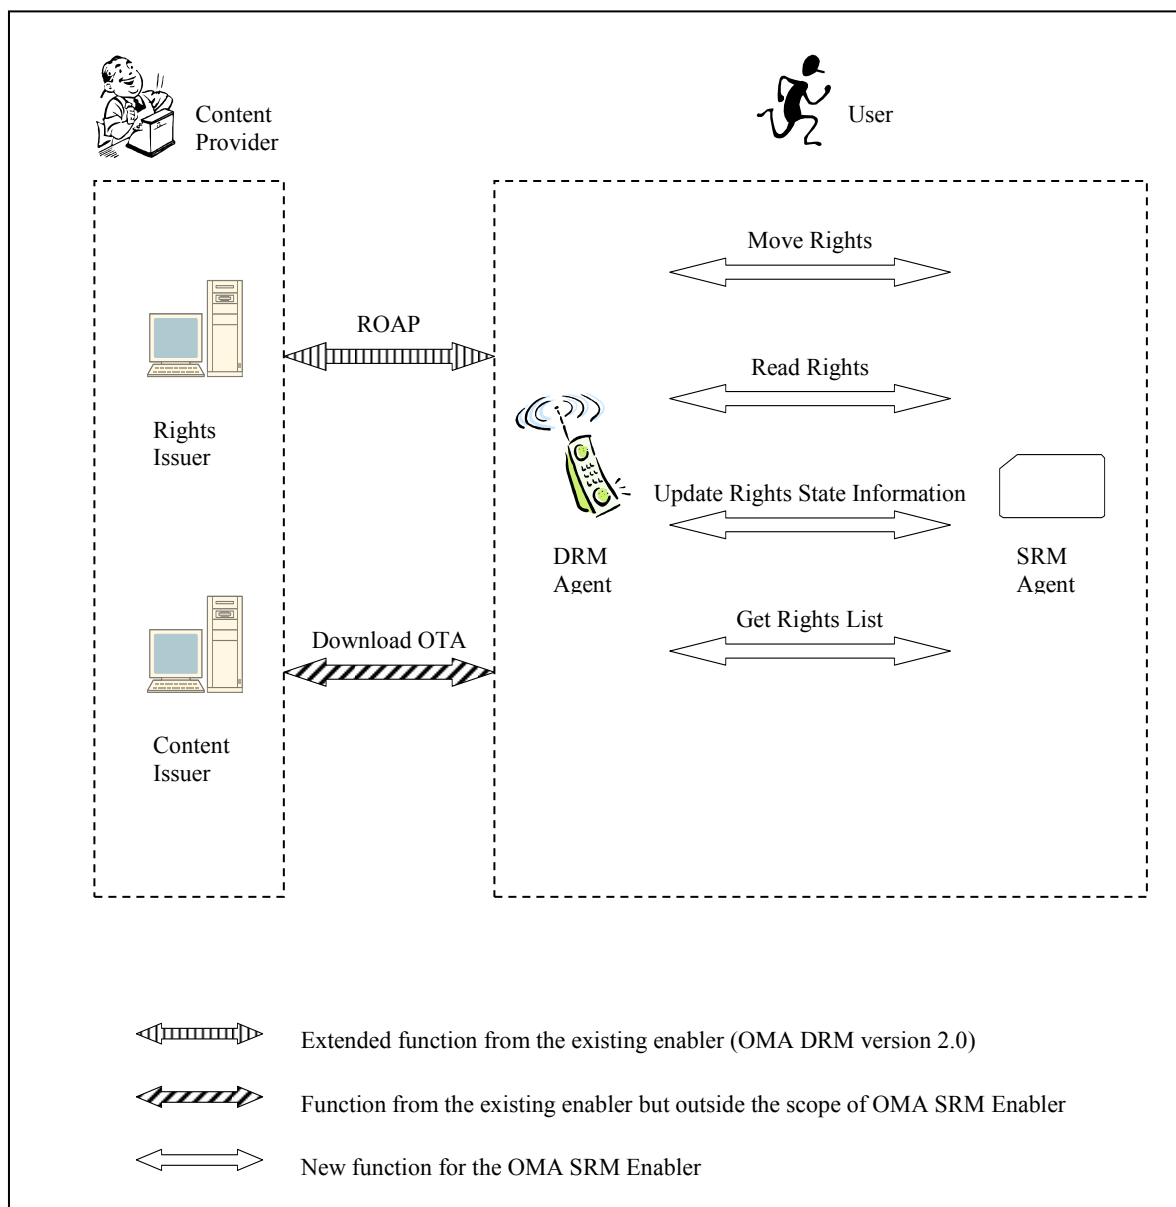 Content
Provider
User
Move Rights
ROAP
Read Rights
Rights
Issuer
Update Rights State Information
DRM
Agent
SRM
Agent
Get Rights List
Download OTA
Content
Issuer
Extended function from the existing enabler (OMA DRM version 2.0)
Function from the existing enabler but outside the scope of OMA SRM Enabler
New function for the OMA SRM Enabler